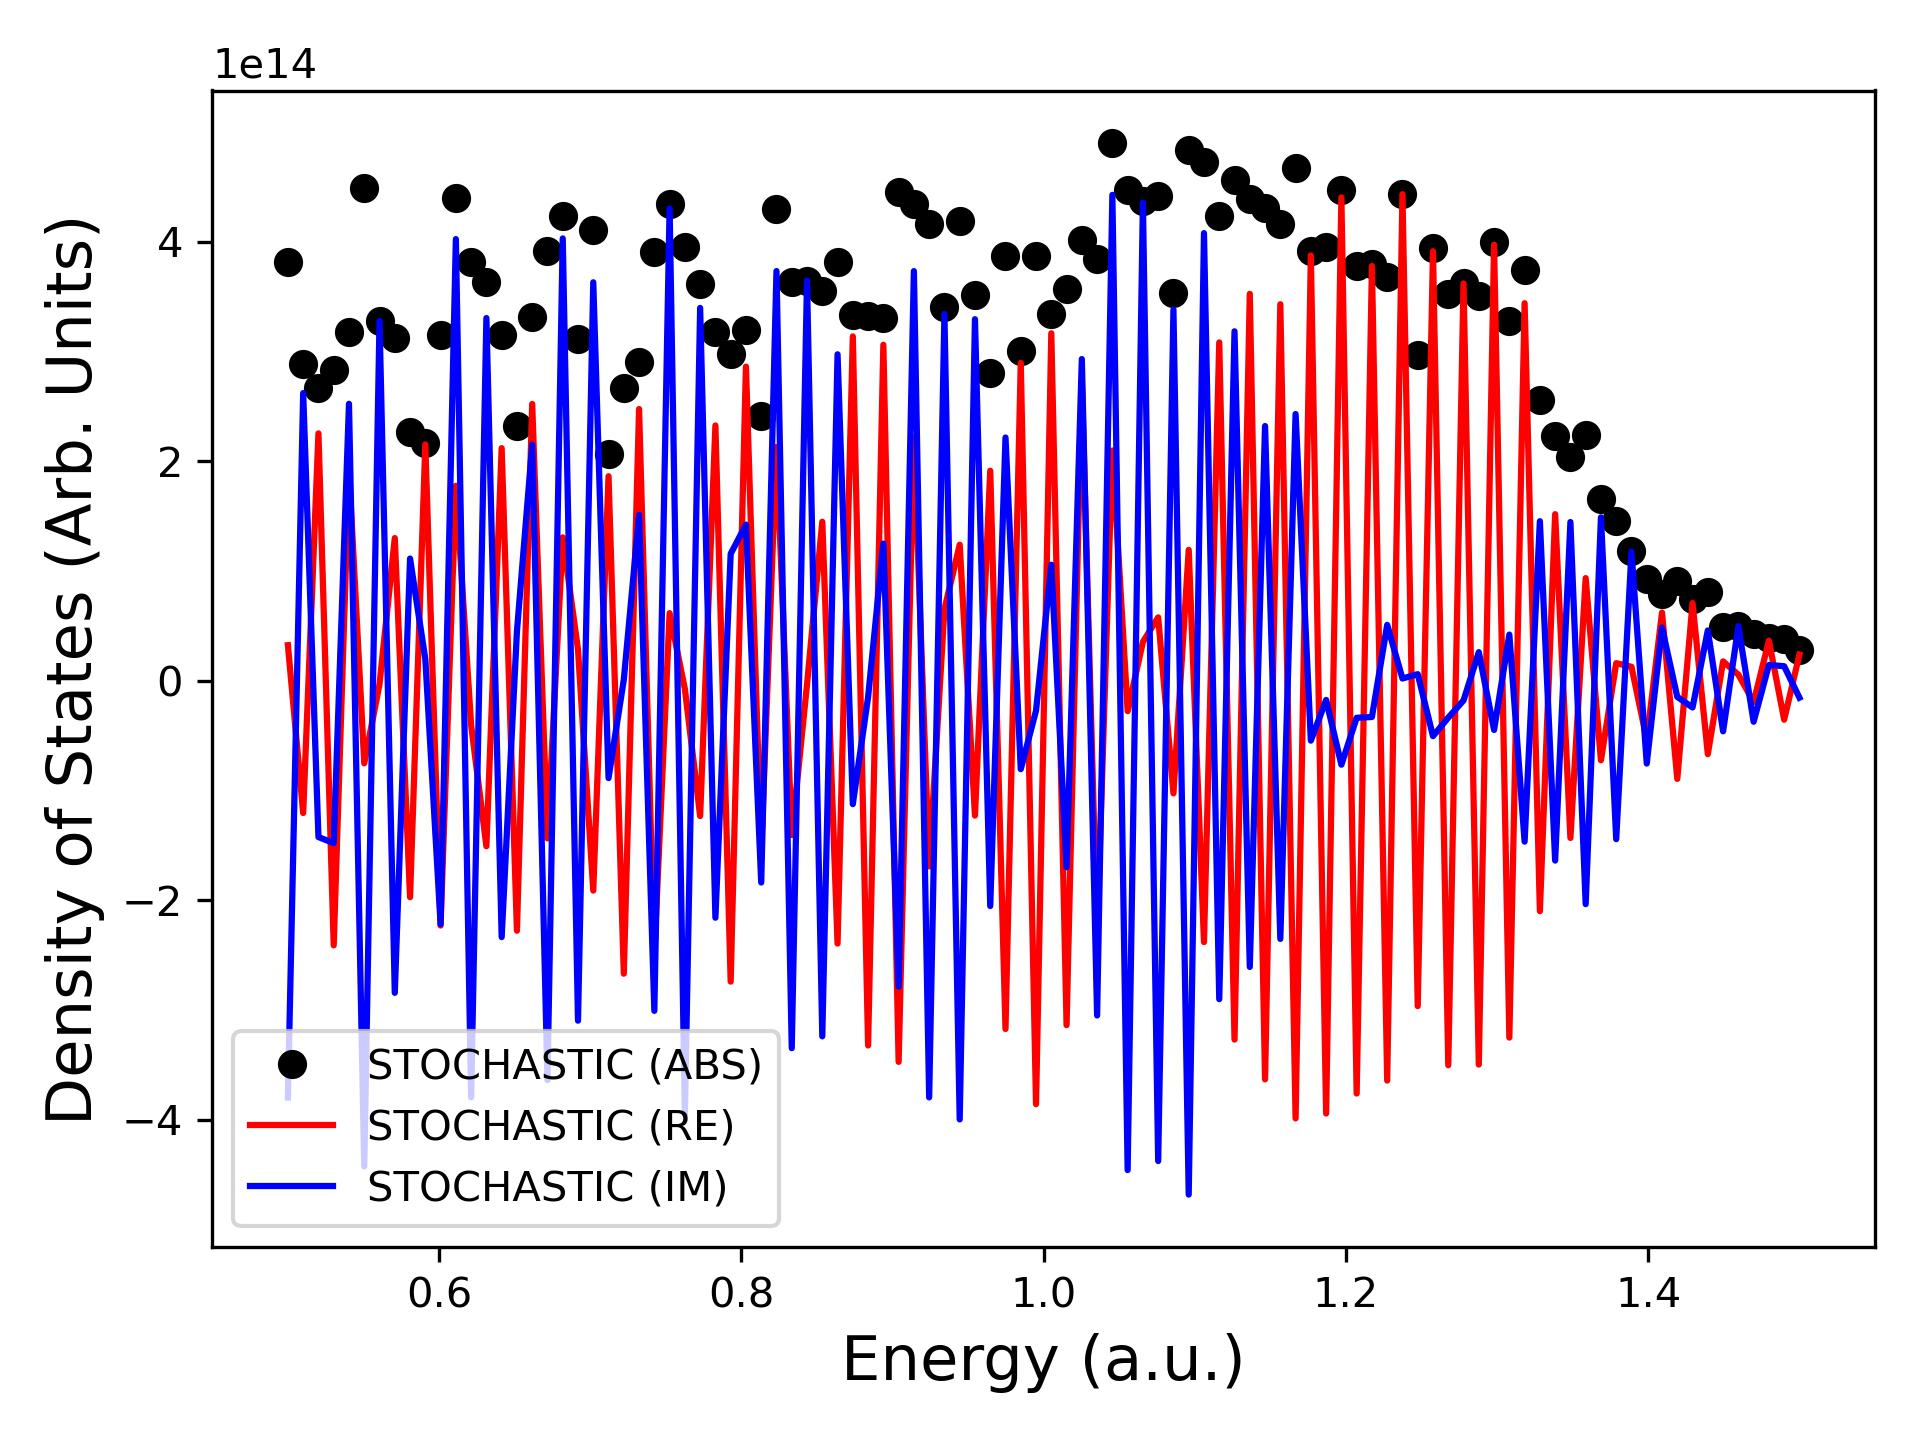 1e14
Density of States (Arb. Units)
4
2
0
−2
−4
STOCHASTIC (ABS)
STOCHASTIC (RE)
STOCHASTIC (IM)
0.6 0.8 1.0 1.2 1.4
Energy (a.u.)